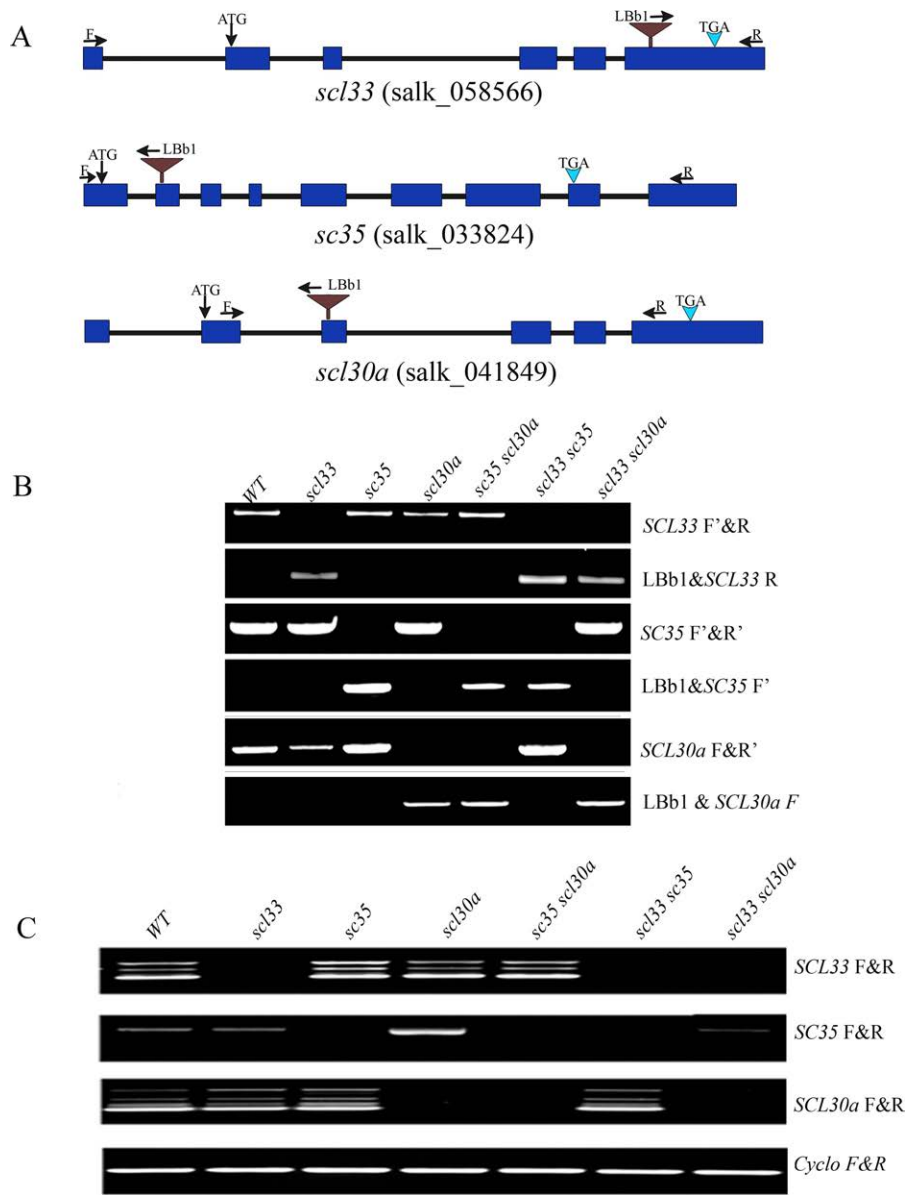 A
F
ATG
LBb1
TGA
R
scl33 (salk_058566)
F
ATG
LBb1
TGA
R
sc35 (salk_033824)
ATG
F
LBb1
R
TGA
scl30a (salk_041849)
B
WT scl33 sc35 scl30a sc35 scl30a scl33 sc35 scl33 scl30a
SCL33 F'&R
LBb1&SCL33 R
SC35 F'&R'
LBb1&SC35 F'
SCL30a F&R'
LBb1 & SCL30a F
C
WT scl33 sc35 scl30a sc35 scl30a scl33 sc35 scl33 scl30a
SCL33 F&R
SC35 F&R
SCL30a F&R
Cyclo F&R